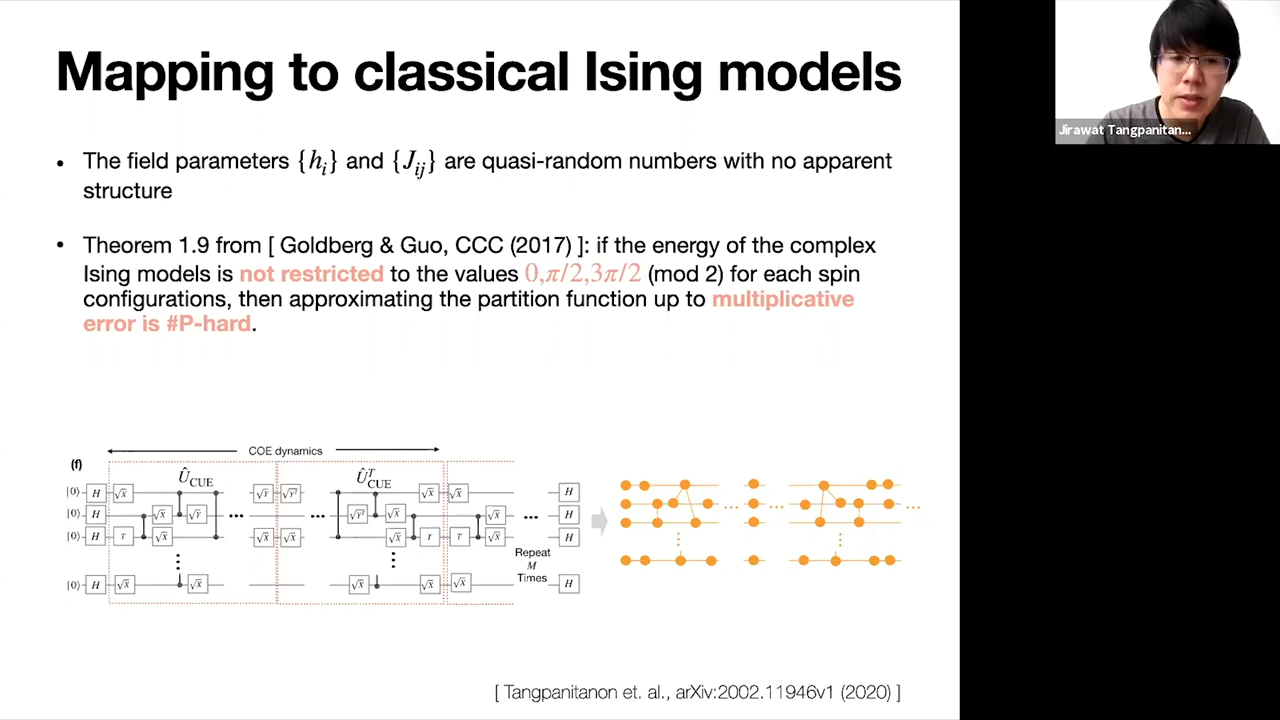 Mapping to classical Ising models
Jirawat Tangpanitan...
• The field parameters {h_i} and {J_ij} are quasi-random numbers with no apparent
structure
• Theorem 1.9 from [ Goldberg & Guo, CCC (2017) ]: if the energy of the complex
Ising models is not restricted to the values 0,π/2,3π/2 (mod 2) for each spin
configurations, then approximating the partition function up to multiplicative
error is #P-hard.
COE dynamics
(f)
Û_CUE Û^T_CUE
|0⟩ H √X √Y √Y^T √X √X H
|0⟩ H √X √Y ... ... √Y^T √X √X ... H
|0⟩ H T √X √X √X √X T T √X H
Repeat
M
Times
|0⟩ H √X √X √X √X √X H
[ Tangpanitanon et. al., arXiv:2002.11946v1 (2020) ]